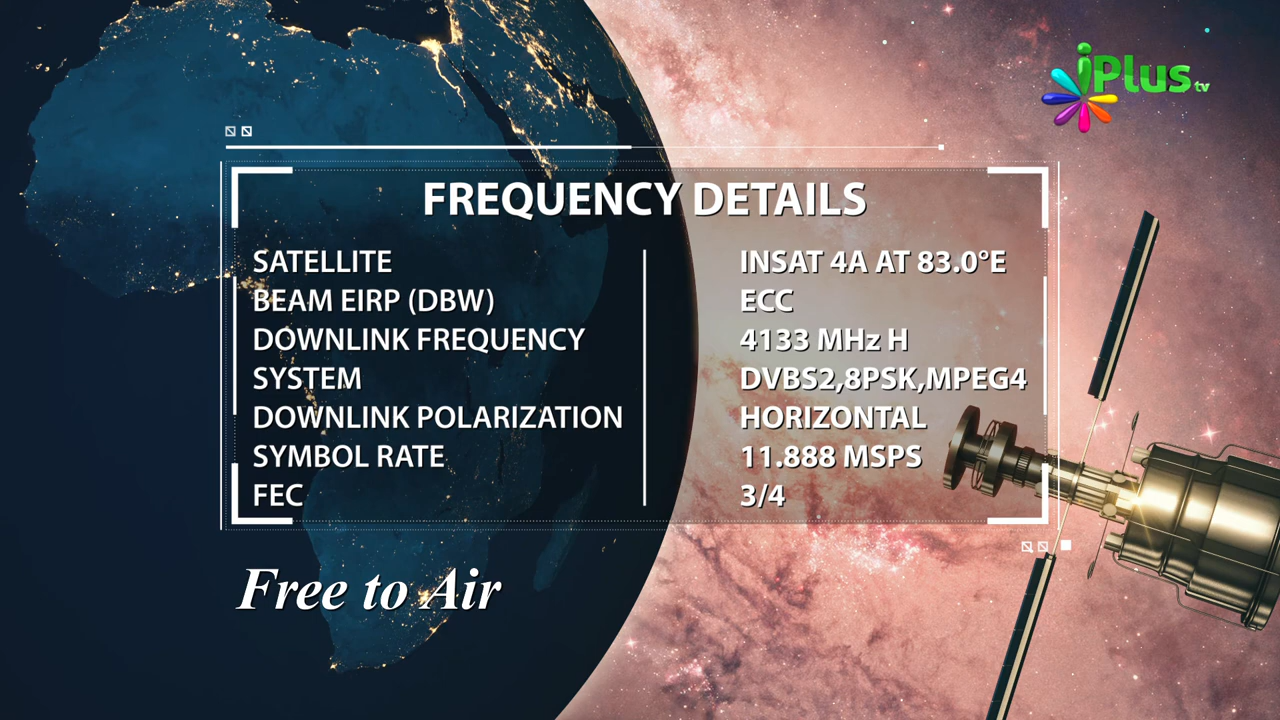 iPlus tv
FREQUENCY DETAILS
SATELLITE INSAT 4A AT 83.0°E
BEAM EIRP (DBW) ECC
DOWNLINK FREQUENCY 4133 MHz H
SYSTEM DVBS2,8PSK,MPEG4
DOWNLINK POLARIZATION HORIZONTAL
SYMBOL RATE 11.888 MSPS
FEC 3/4
Free to Air